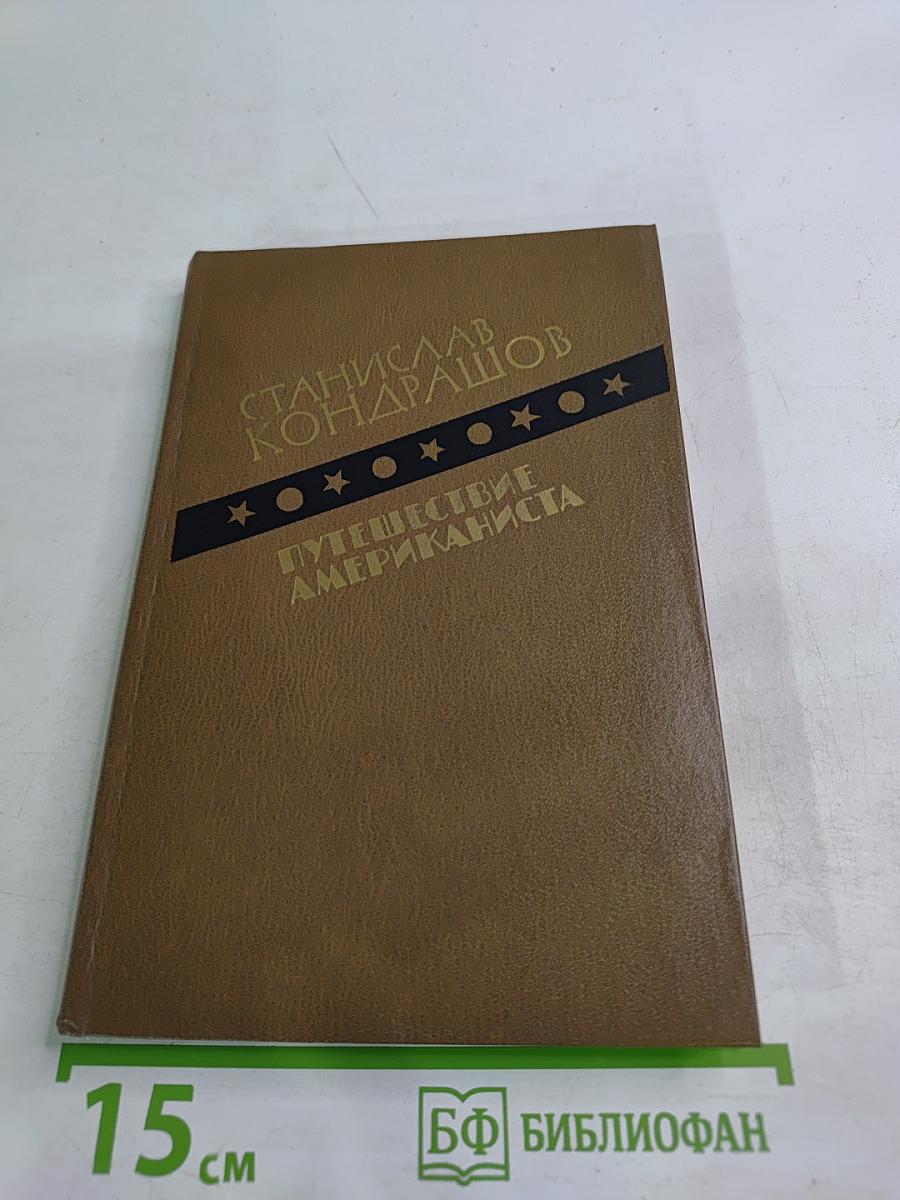 СТАНИСЛАВ
КОНДРАШОВ
ПУТЕШЕСТВИЕ
АМЕРИКАНИСТА
15 см
БФ БИБЛИОФАН